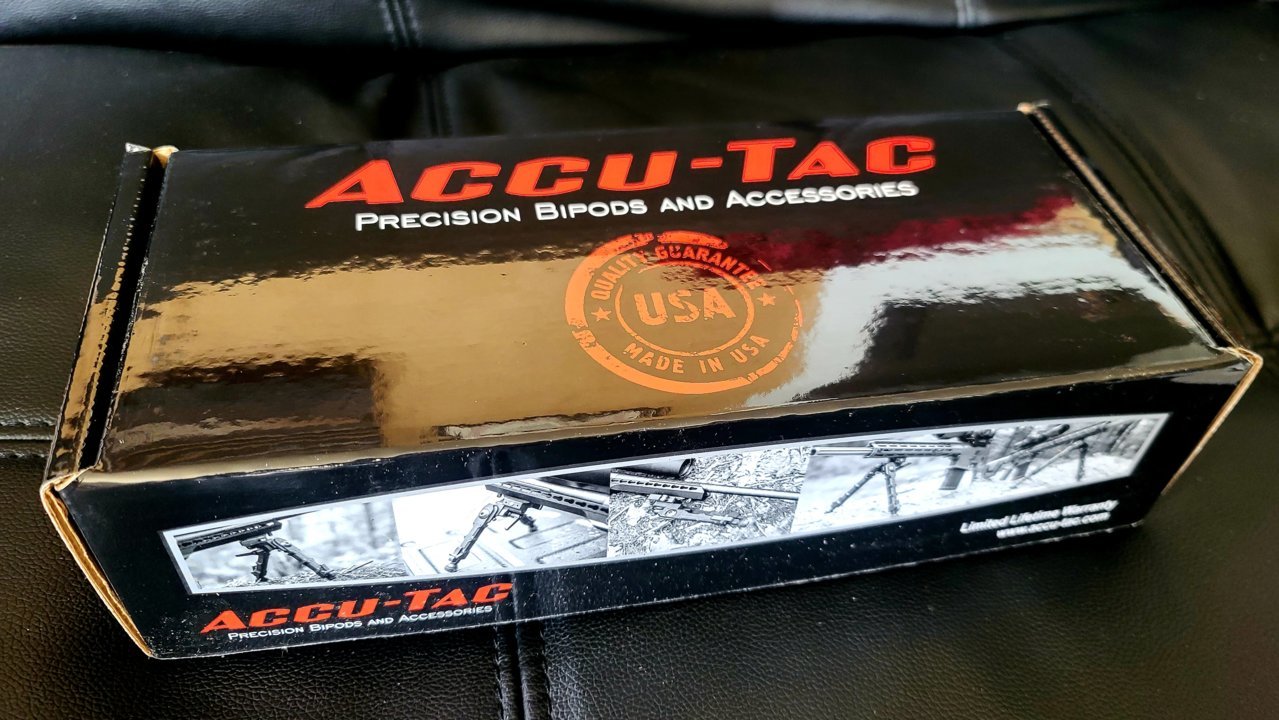 ACCU-TAC
PRECISION BIPODS AND ACCESSORIES
QUALITY GUARANTEE
USA
MADE IN USA
Limited Lifetime Warranty
www.accu-tac.com
ACCU-TAC
PRECISION BIPODS AND ACCESSORIES